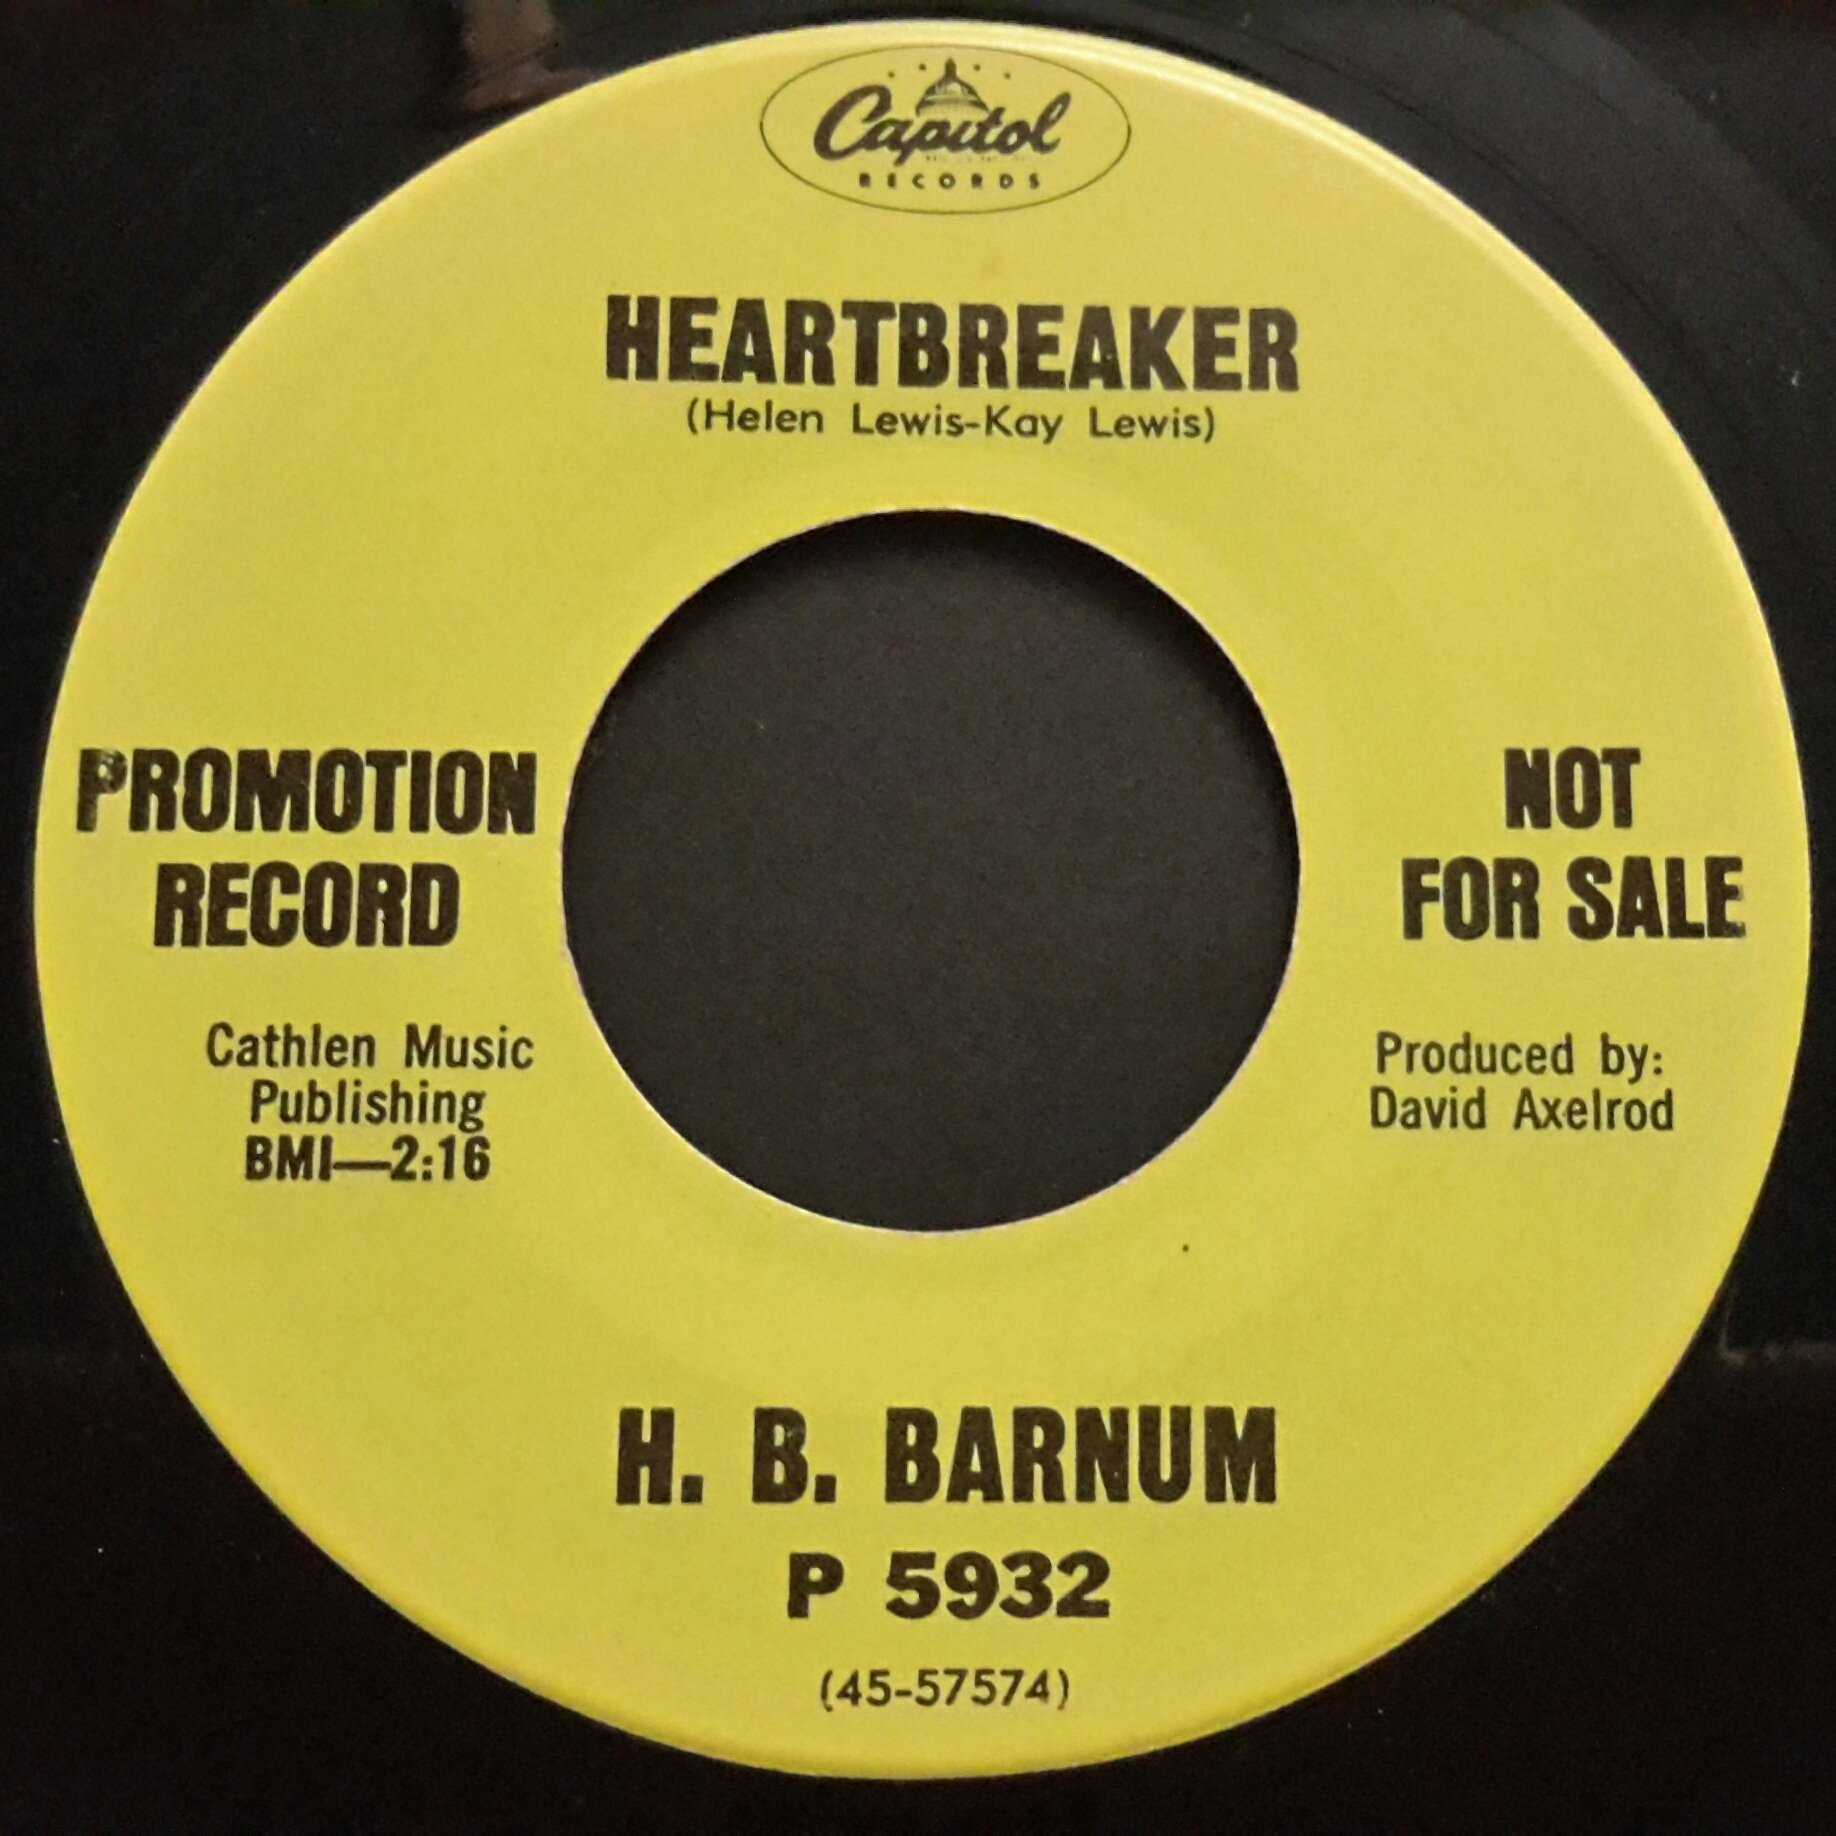 Capitol
RECORDS
HEARTBREAKER
(Helen Lewis-Kay Lewis)
PROMOTION
RECORD
NOT
FOR SALE
Cathlen Music
Publishing
BMI—2:16
Produced by:
David Axelrod
H. B. BARNUM
P 5932
(45-57574)